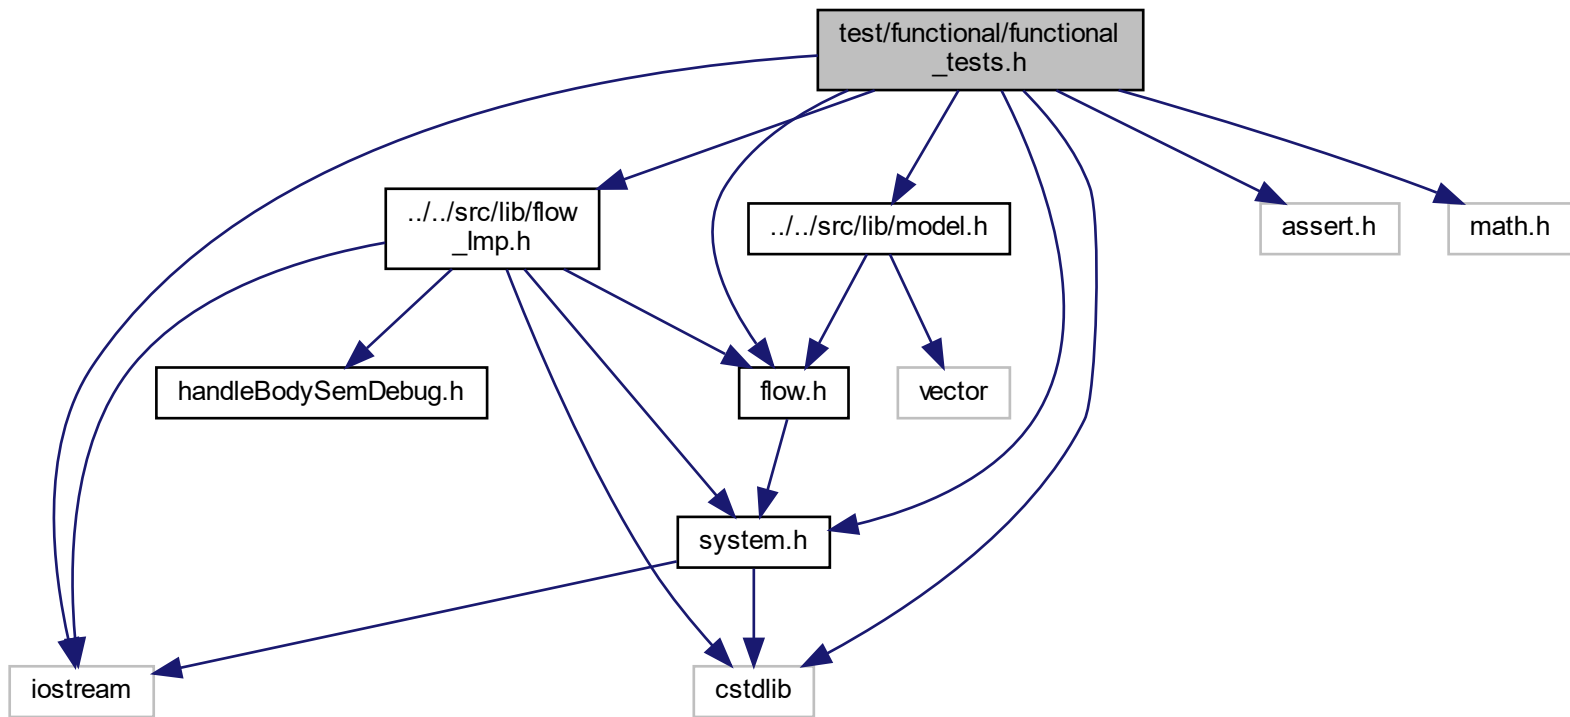 test/functional/functional
_tests.h
../../src/lib/flow
_Imp.h
../../src/lib/model.h
assert.h
math.h
handleBodySemDebug.h
flow.h
vector
system.h
iostream
cstdlib